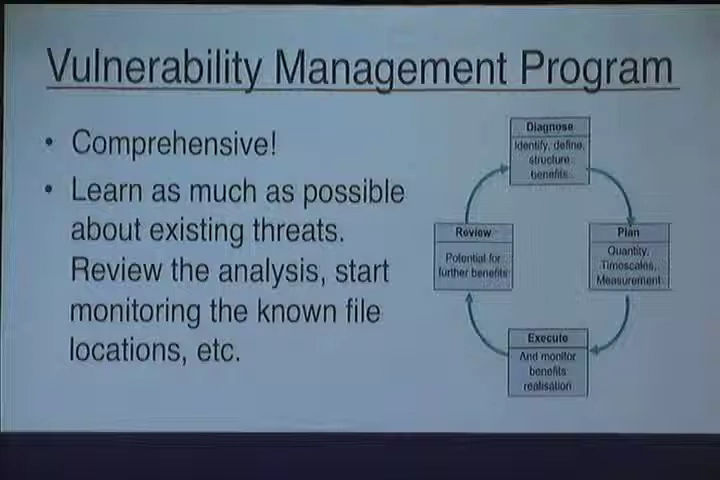 Vulnerability Management Program
• Comprehensive!
• Learn as much as possible
about existing threats.
Review the analysis, start
monitoring the known file
locations, etc.
Diagnose
Identify, define,
structure
benefits
Plan
Quantity,
Timescales,
Measurement
Execute
And monitor
benefits
realisation
Review
Potential for
further benefits